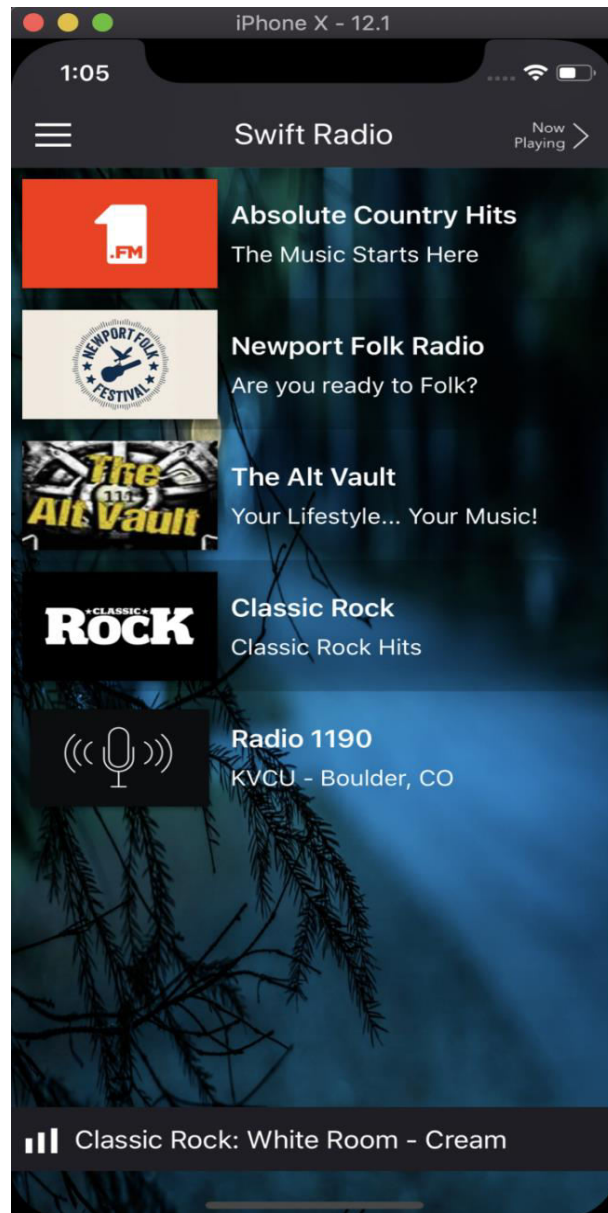 iPhone X - 12.1
1:05
Swift Radio
Now
Playing
1
.FM
Absolute Country Hits
The Music Starts Here
NEWPORT FOLK
FESTIVAL
Newport Folk Radio
Are you ready to Folk?
The
111
Alt Vault
The Alt Vault
Your Lifestyle... Your Music!
CLASSIC
ROCK
Classic Rock
Classic Rock Hits
Radio 1190
KVCU - Boulder, CO
Classic Rock: White Room - Cream